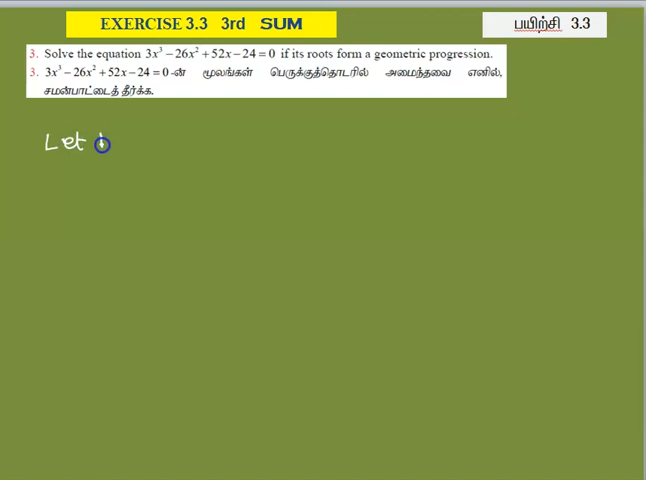 EXERCISE 3.3 3rd SUM
பயிற்சி 3.3
3. Solve the equation 3x³ − 26x² + 52x − 24 = 0 if its roots form a geometric progression.
3. 3x³ − 26x² + 52x − 24 = 0 -ன் மூலங்கள் பெருக்குத்தொடரில் அமைந்தவை எனில்,
சமன்பாட்டைத் தீர்க்க.
Let